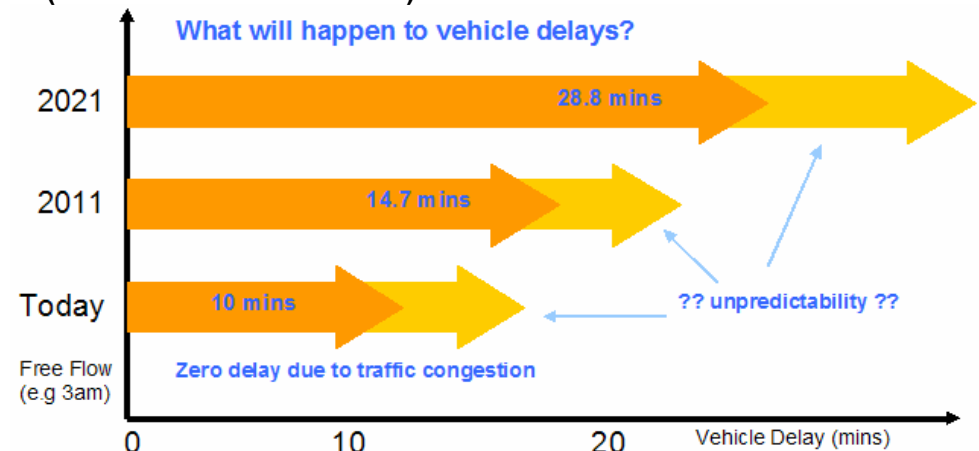 What will happen to vehicle delays?
2021
28.8 mins
2011
14.7 mins
Today
10 mins
?? unpredictability ??
Free Flow
(e.g 3am)
Zero delay due to traffic congestion
0
10
20
Vehicle Delay (mins)